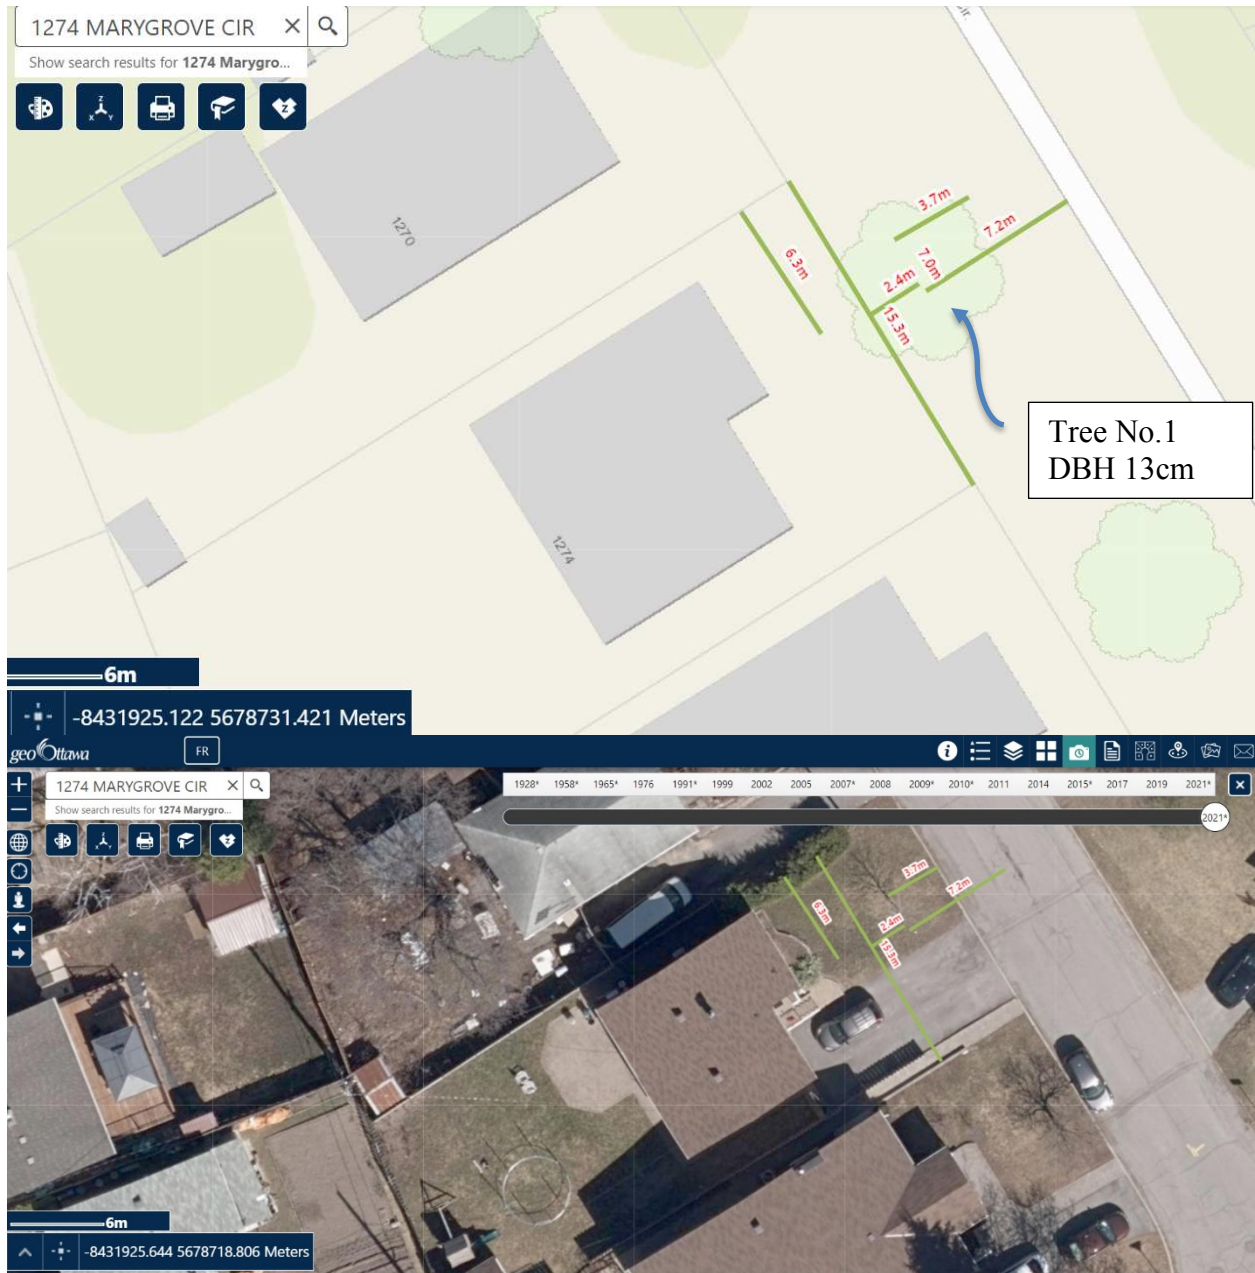 1274 MARYGROVE CIR
Show search results for 1274 Marygro...
Z
X Y
Z
Cir.
1270
3.7m
7.2m
6.3m
7.0m
2.4m
15.3m
Tree No.1
DBH 13cm
1274
6m
-8431925.122 5678731.421 Meters
geoOttawa
FR
1274 MARYGROVE CIR
Show search results for 1274 Marygro...
1928* 1958* 1965* 1976 1991* 1999 2002 2005 2007* 2008 2009* 2010* 2011 2014 2015* 2017 2019 2021*
2021*
3.7m
7.2m
6.3m
2.4m
15.3m
6m
-8431925.644 5678718.806 Meters